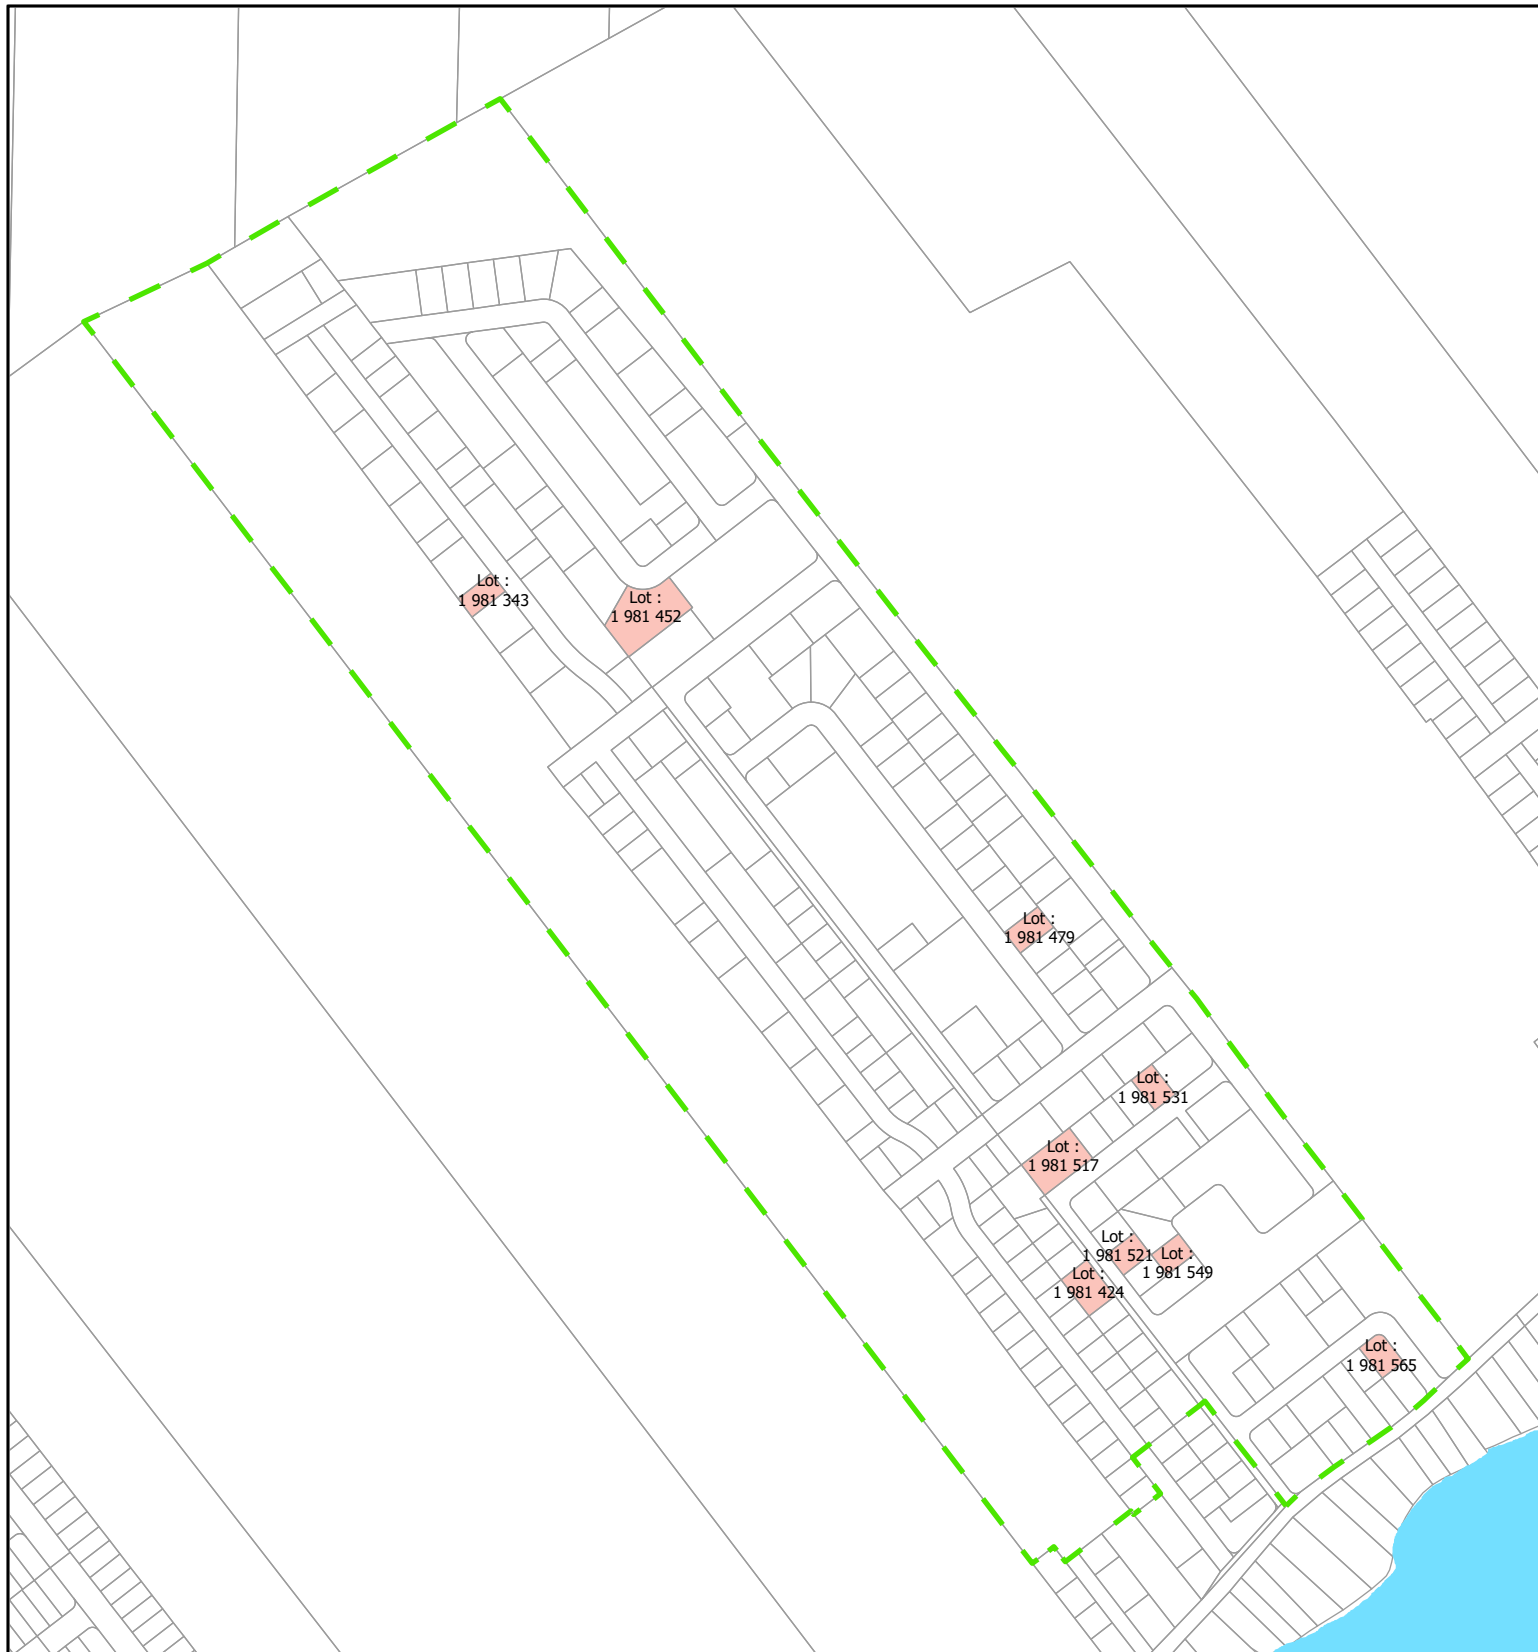 Lot :
1 981 343
Lot :
1 981 452
Lot :
1 981 479
Lot :
1 981 531
Lot :
1 981 517
Lot :
1 981 521
Lot :
1 981 549
Lot :
1 981 424
Lot :
1 981 565